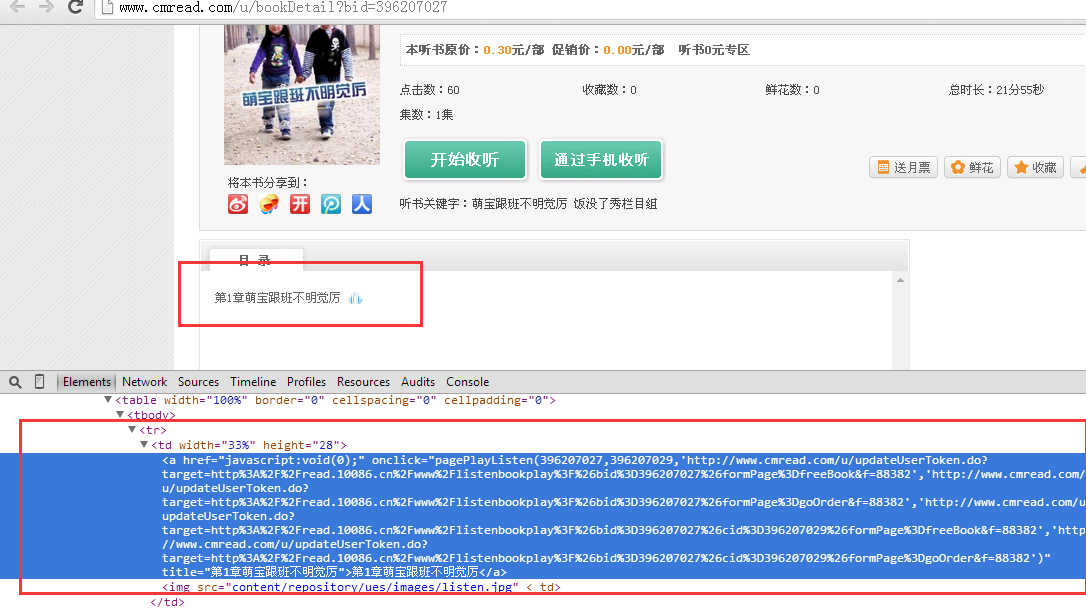 www.cmread.com/u/bookDetail?bid=396207027
萌宝跟班不明觉厉
本听书原价：0.30元/部 促销价：0.00元/部 听书0元专区
点击数：60 收藏数：0 鲜花数：0 总时长：21分55秒
集数：1集
开始收听 通过手机收听
送月票 鲜花 收藏
将本书分享到：
开 人
听书关键字：萌宝跟班不明觉厉 饭没了秀栏目组
目 录
第1章萌宝跟班不明觉厉
Elements Network Sources Timeline Profiles Resources Audits Console
▼<table width="100%" border="0" cellspacing="0" cellpadding="0">
▼<tbody>
▼<tr>
▼<td width="33%" height="28">
<a href="javascript:void(0);" onclick="pagePlayListen(396207027,396207029,'http://www.cmread.com/u/updateUserToken.do?
target=http%3A%2F%2Fread.10086.cn%2Fwww%2Flistenbookplay%3F%26bid%3D396207027%26formPage%3DfreeBook&f=88382','http://www.cmread.com/
u/updateUserToken.do?
target=http%3A%2F%2Fread.10086.cn%2Fwww%2Flistenbookplay%3F%26bid%3D396207027%26formPage%3DgoOrder&f=88382','http://www.cmread.com/u
updateUserToken.do?
target=http%3A%2F%2Fread.10086.cn%2Fwww%2Flistenbookplay%3F%26bid%3D396207027%26cid%3D396207029%26formPage%3DfreeBook&f=88382','http
//www.cmread.com/u/updateUserToken.do?
target=http%3A%2F%2Fread.10086.cn%2Fwww%2Flistenbookplay%3F%26bid%3D396207027%26cid%3D396207029%26formPage%3DgoOrder&f=88382')"
title="第1章萌宝跟班不明觉厉">第1章萌宝跟班不明觉厉</a>
<img src="content/repository/ues/images/listen.jpg" < td>
</td>